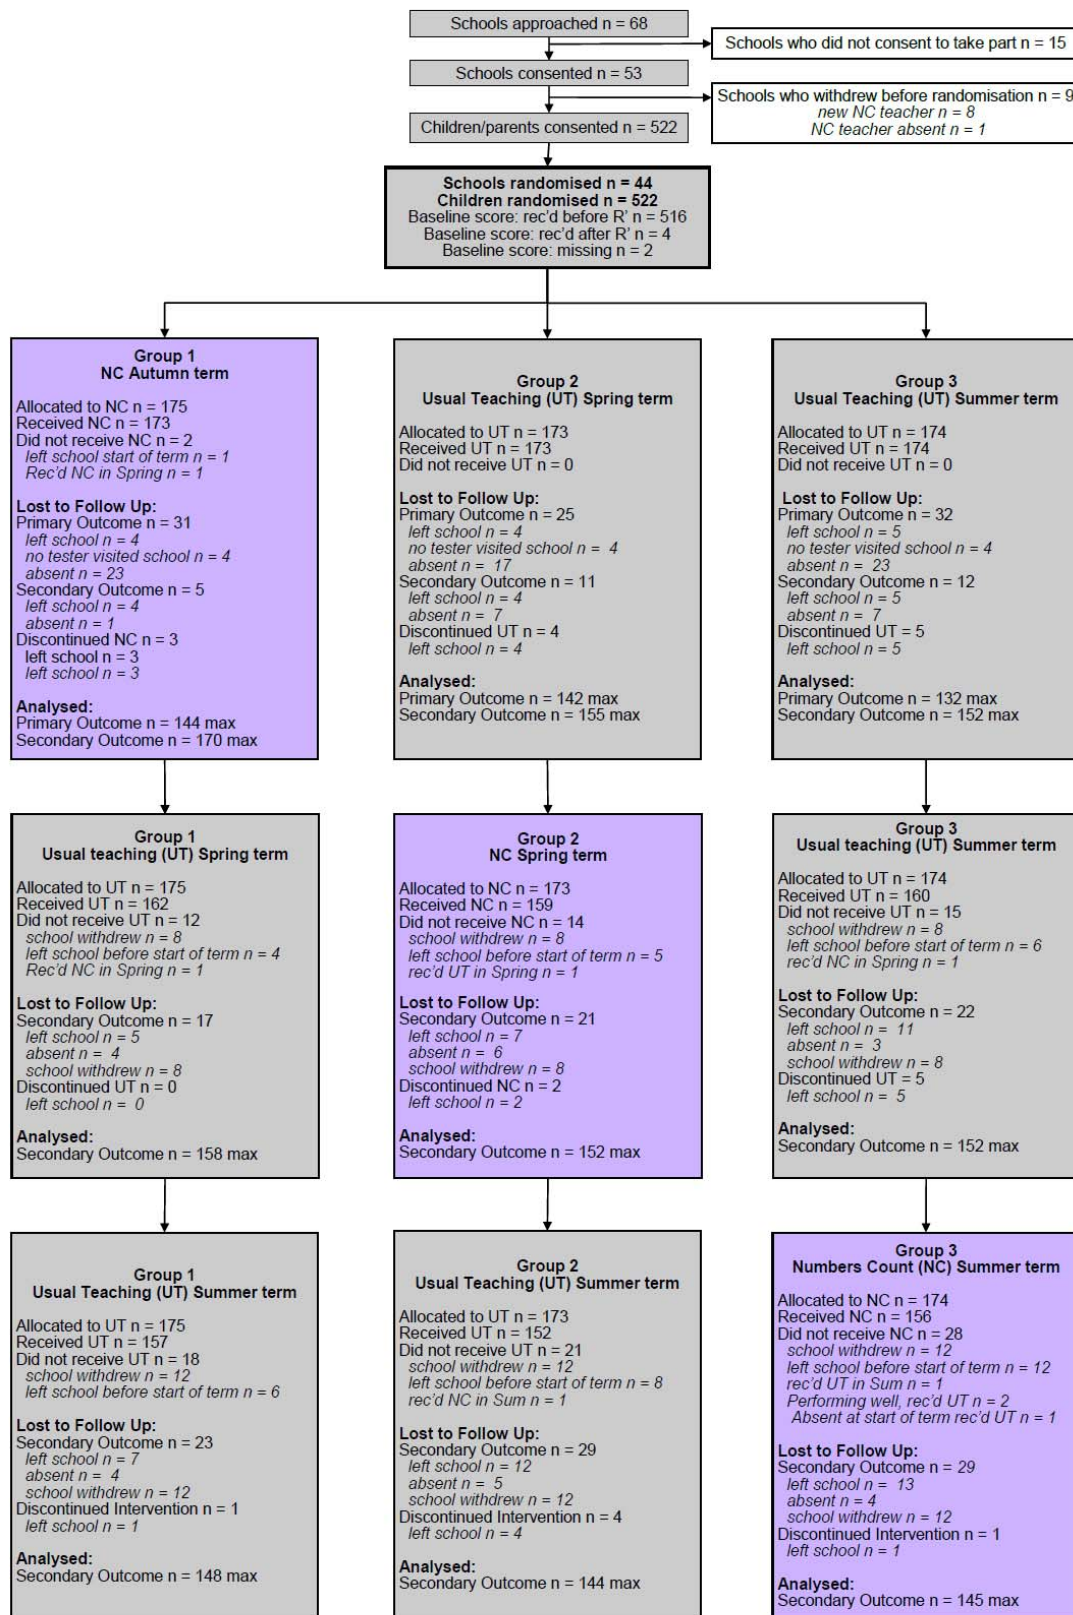 Schools approached n = 68
Schools who did not consent to take part n = 15
Schools consented n = 53
Schools who withdrew before randomisation n = 9
new NC teacher n = 8
NC teacher absent n = 1
Children/parents consented n = 522
Schools randomised n = 44
Children randomised n = 522
Baseline score: rec'd before R' n = 516
Baseline score: rec'd after R' n = 4
Baseline score: missing n = 2
Group 1
NC Autumn term
Allocated to NC n = 175
Received NC n = 173
Did not receive NC n = 2
left school start of term n = 1
Rec'd NC in Spring n = 1
Lost to Follow Up:
Primary Outcome n = 31
left school n = 4
no tester visited school n = 4
absent n = 23
Secondary Outcome n = 5
left school n = 4
absent n = 1
Discontinued NC n = 3
left school n = 3
left school n = 3
Analysed:
Primary Outcome n = 144 max
Secondary Outcome n = 170 max
Group 2
Usual Teaching (UT) Spring term
Allocated to UT n = 173
Received UT n = 173
Did not receive UT n = 0
Lost to Follow Up:
Primary Outcome n = 25
left school n = 4
no tester visited school n = 4
absent n = 17
Secondary Outcome n = 11
left school n = 4
absent n = 7
Discontinued UT n = 4
left school n = 4
Analysed:
Primary Outcome n = 142 max
Secondary Outcome n = 155 max
Group 3
Usual Teaching (UT) Summer term
Allocated to UT n = 174
Received UT n = 174
Did not receive UT n = 0
Lost to Follow Up:
Primary Outcome n = 32
left school n = 5
no tester visited school n = 4
absent n = 23
Secondary Outcome n = 12
left school n = 5
absent n = 7
Discontinued UT = 5
left school n = 5
Analysed:
Primary Outcome n = 132 max
Secondary Outcome n = 152 max
Group 1
Usual teaching (UT) Spring term
Allocated to UT n = 175
Received UT n = 162
Did not receive UT n = 12
school withdrew n = 8
left school before start of term n = 4
Rec'd NC in Spring n = 1
Lost to Follow Up:
Secondary Outcome n = 17
left school n = 5
absent n = 4
school withdrew n = 8
Discontinued UT n = 0
left school n = 0
Analysed:
Secondary Outcome n = 158 max
Group 2
NC Spring term
Allocated to NC n = 173
Received NC n = 159
Did not receive NC n = 14
school withdrew n = 8
left school before start of term n = 5
rec'd UT in Spring n = 1
Lost to Follow Up:
Secondary Outcome n = 21
left school n = 7
absent n = 6
school withdrew n = 8
Discontinued NC n = 2
left school n = 2
Analysed:
Secondary Outcome n = 152 max
Group 3
Usual teaching (UT) Summer term
Allocated to UT n = 174
Received UT n = 160
Did not receive UT n = 15
school withdrew n = 8
left school before start of term n = 6
rec'd NC in Spring n = 1
Lost to Follow Up:
Secondary Outcome n = 22
left school n = 11
absent n = 3
school withdrew n = 8
Discontinued UT = 5
left school n = 5
Analysed:
Secondary Outcome n = 152 max
Group 1
Usual Teaching (UT) Summer term
Allocated to UT n = 175
Received UT n = 157
Did not receive UT n = 18
school withdrew n = 12
left school before start of term n = 6
Lost to Follow Up:
Secondary Outcome n = 23
left school n = 7
absent n = 4
school withdrew n = 12
Discontinued Intervention n = 1
left school n = 1
Analysed:
Secondary Outcome n = 148 max
Group 2
Usual Teaching (UT) Summer term
Allocated to UT n = 173
Received UT n = 152
Did not receive UT n = 21
school withdrew n = 12
left school before start of term n = 8
rec'd NC in Sum n = 1
Lost to Follow Up:
Secondary Outcome n = 29
left school n = 12
absent n = 5
school withdrew n = 12
Discontinued Intervention n = 4
left school n = 4
Analysed:
Secondary Outcome n = 144 max
Group 3
Numbers Count (NC) Summer term
Allocated to NC n = 174
Received NC n = 156
Did not receive NC n = 28
school withdrew n = 12
left school before start of term n = 12
rec'd UT in Sum n = 1
Performing well, rec'd UT n = 2
Absent at start of term rec'd UT n = 1
Lost to Follow Up:
Secondary Outcome n = 29
left school n = 13
absent n = 4
school withdrew n = 12
Discontinued Intervention n = 1
left school n = 1
Analysed:
Secondary Outcome n = 145 max